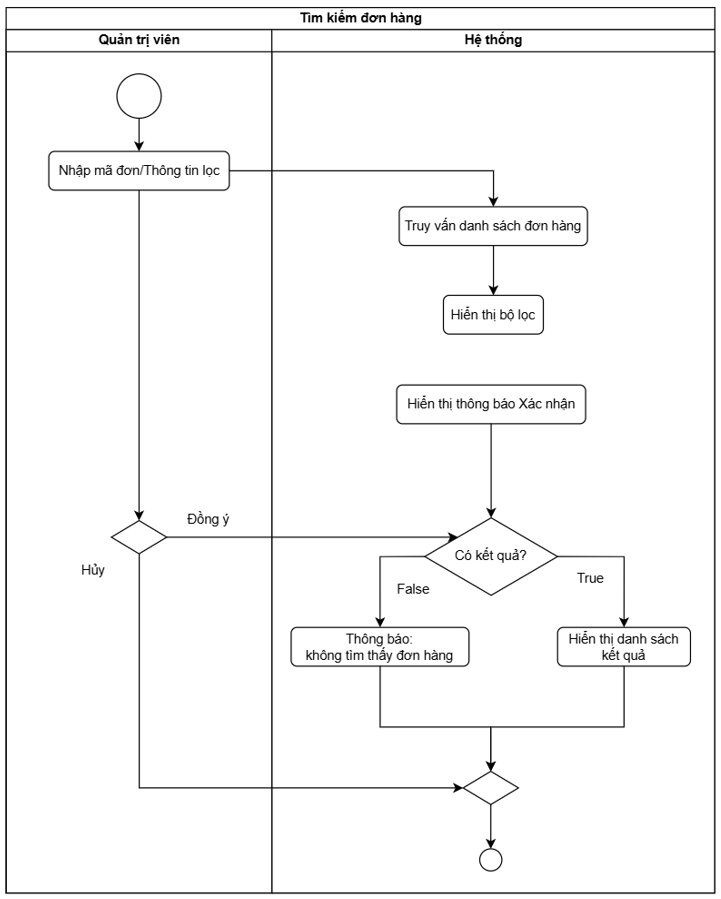 Tìm kiếm đơn hàng
Quản trị viên
Hệ thống
Nhập mã đơn/Thông tin lọc
Truy vấn danh sách đơn hàng
Hiển thị bộ lọc
Hiển thị thông báo Xác nhận
Đồng ý
Hủy
Có kết quả?
False
True
Thông báo:
không tìm thấy đơn hàng
Hiển thị danh sách
kết quả